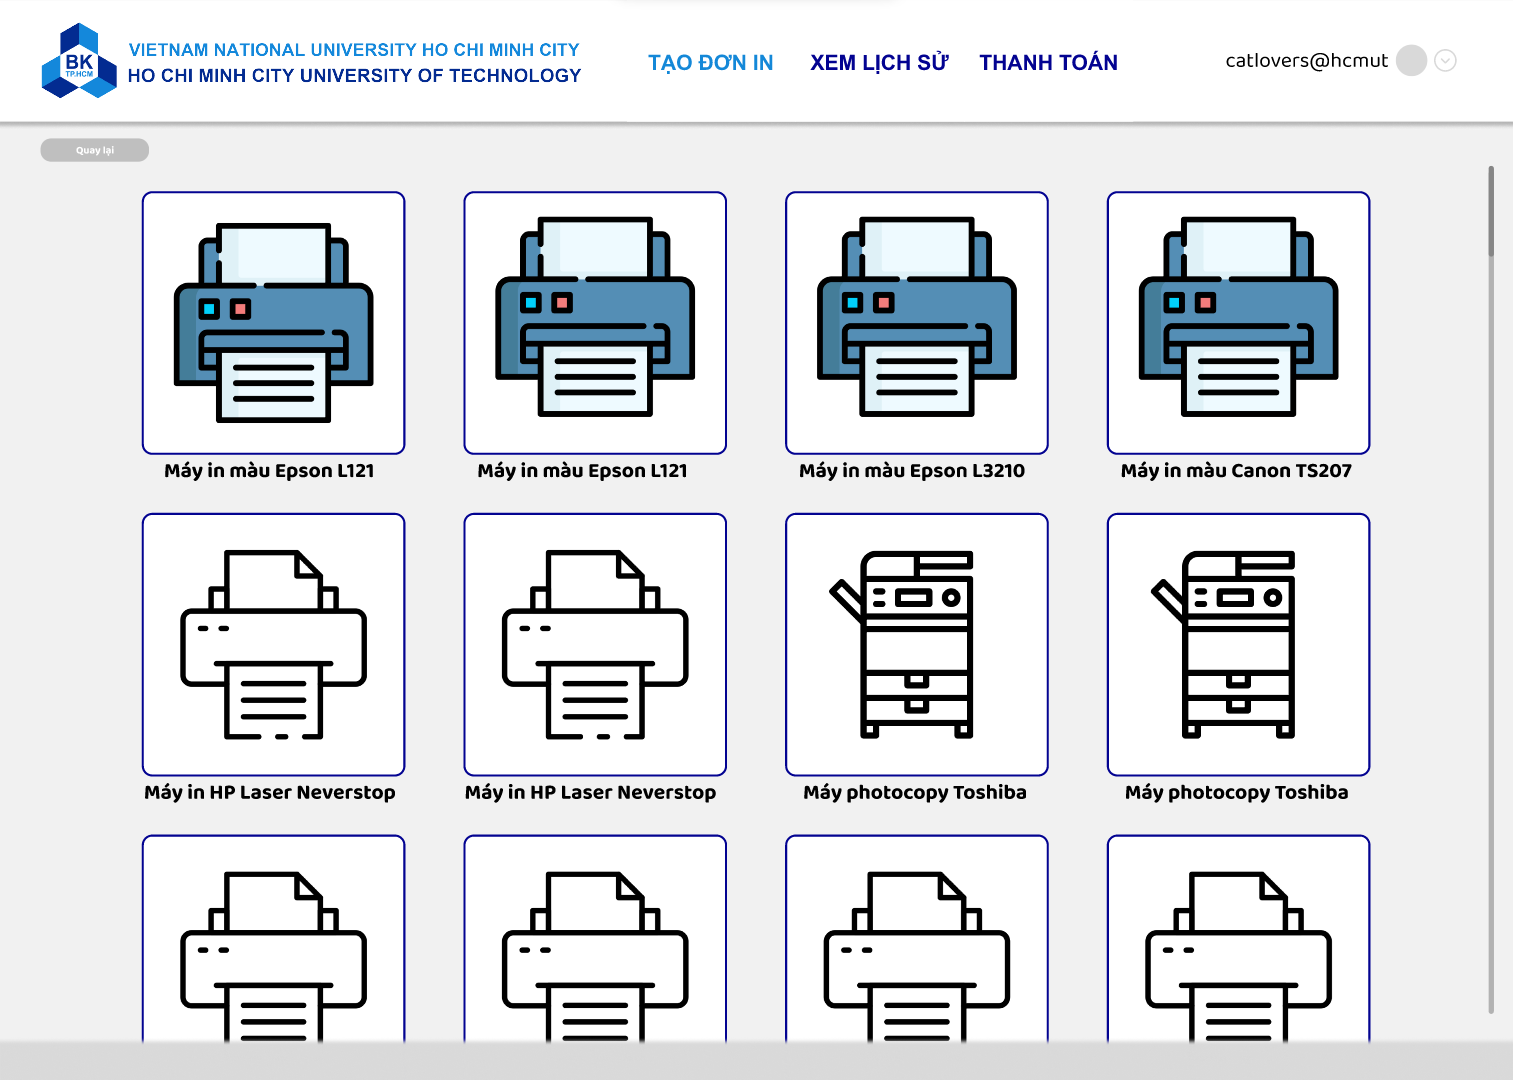 BK
TP.HCM
VIETNAM NATIONAL UNIVERSITY HO CHI MINH CITY
HO CHI MINH CITY UNIVERSITY OF TECHNOLOGY
TẠO ĐƠN IN
XEM LỊCH SỬ
THANH TOÁN
catlovers@hcmut
Quay lại
Máy in màu Epson L121
Máy in màu Epson L121
Máy in màu Epson L3210
Máy in màu Canon TS207
Máy in HP Laser Neverstop
Máy in HP Laser Neverstop
Máy photocopy Toshiba
Máy photocopy Toshiba